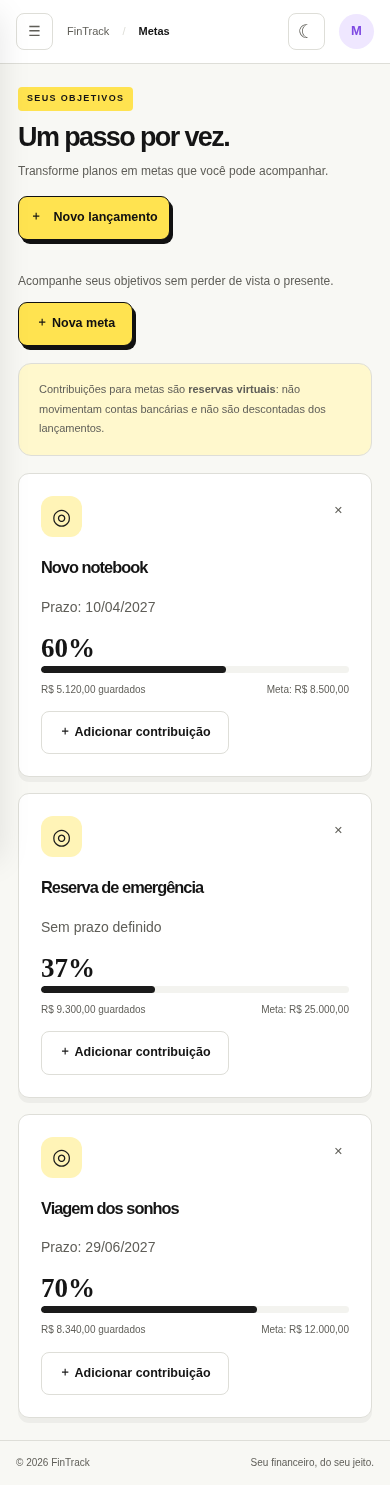 ☰ FinTrack / Metas ☾ M
SEUS OBJETIVOS
Um passo por vez.
Transforme planos em metas que você pode acompanhar.
+ Novo lançamento
Acompanhe seus objetivos sem perder de vista o presente.
+ Nova meta
Contribuições para metas são reservas virtuais: não
movimentam contas bancárias e não são descontadas dos
lançamentos.
◎ ×
Novo notebook
Prazo: 10/04/2027
60%
R$ 5.120,00 guardados Meta: R$ 8.500,00
+ Adicionar contribuição
◎ ×
Reserva de emergência
Sem prazo definido
37%
R$ 9.300,00 guardados Meta: R$ 25.000,00
+ Adicionar contribuição
◎ ×
Viagem dos sonhos
Prazo: 29/06/2027
70%
R$ 8.340,00 guardados Meta: R$ 12.000,00
+ Adicionar contribuição
© 2026 FinTrack Seu financeiro, do seu jeito.